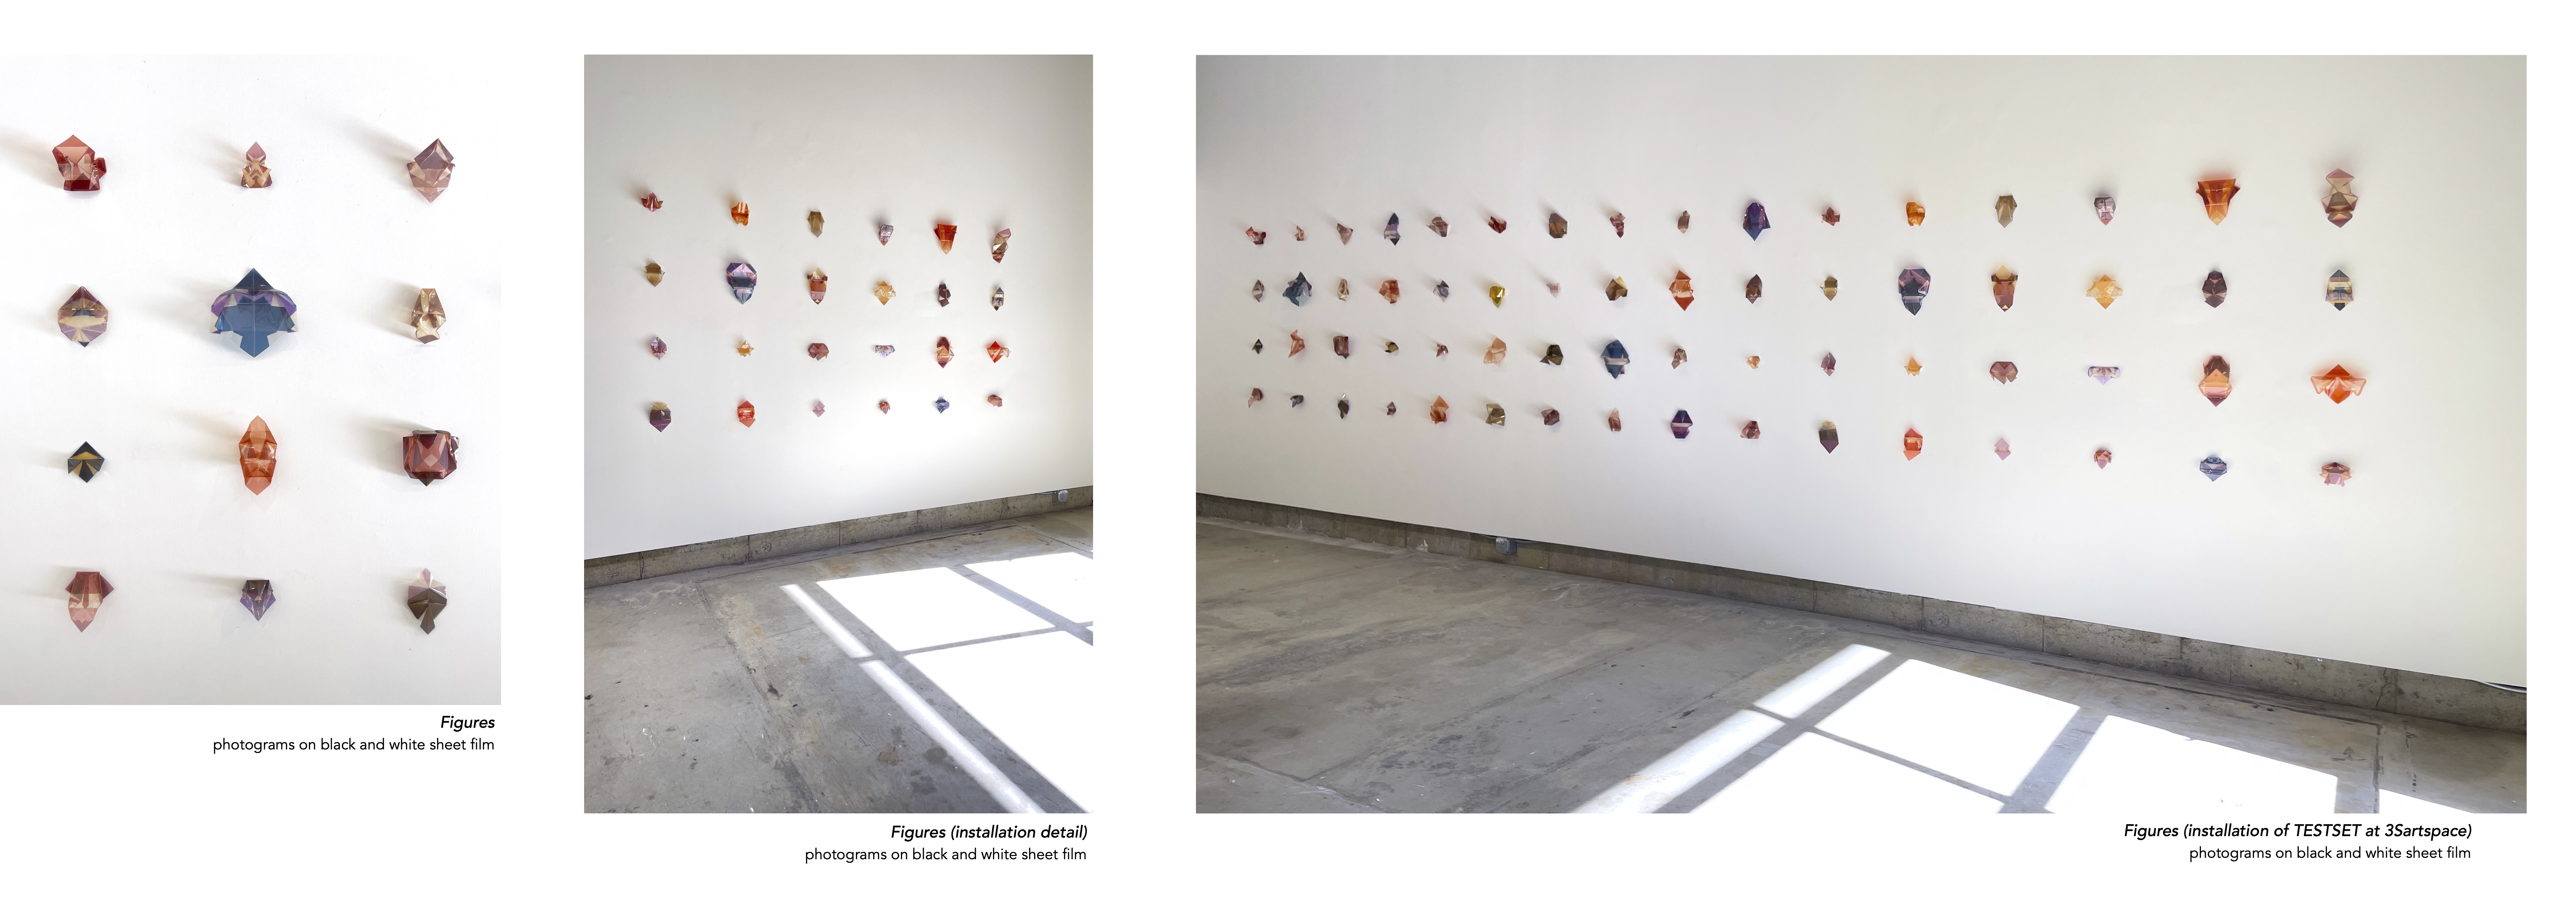 Figures
photograms on black and white sheet film
Figures (installation detail)
photograms on black and white sheet film
Figures (installation of TESTSET at 3Sartspace)
photograms on black and white sheet film